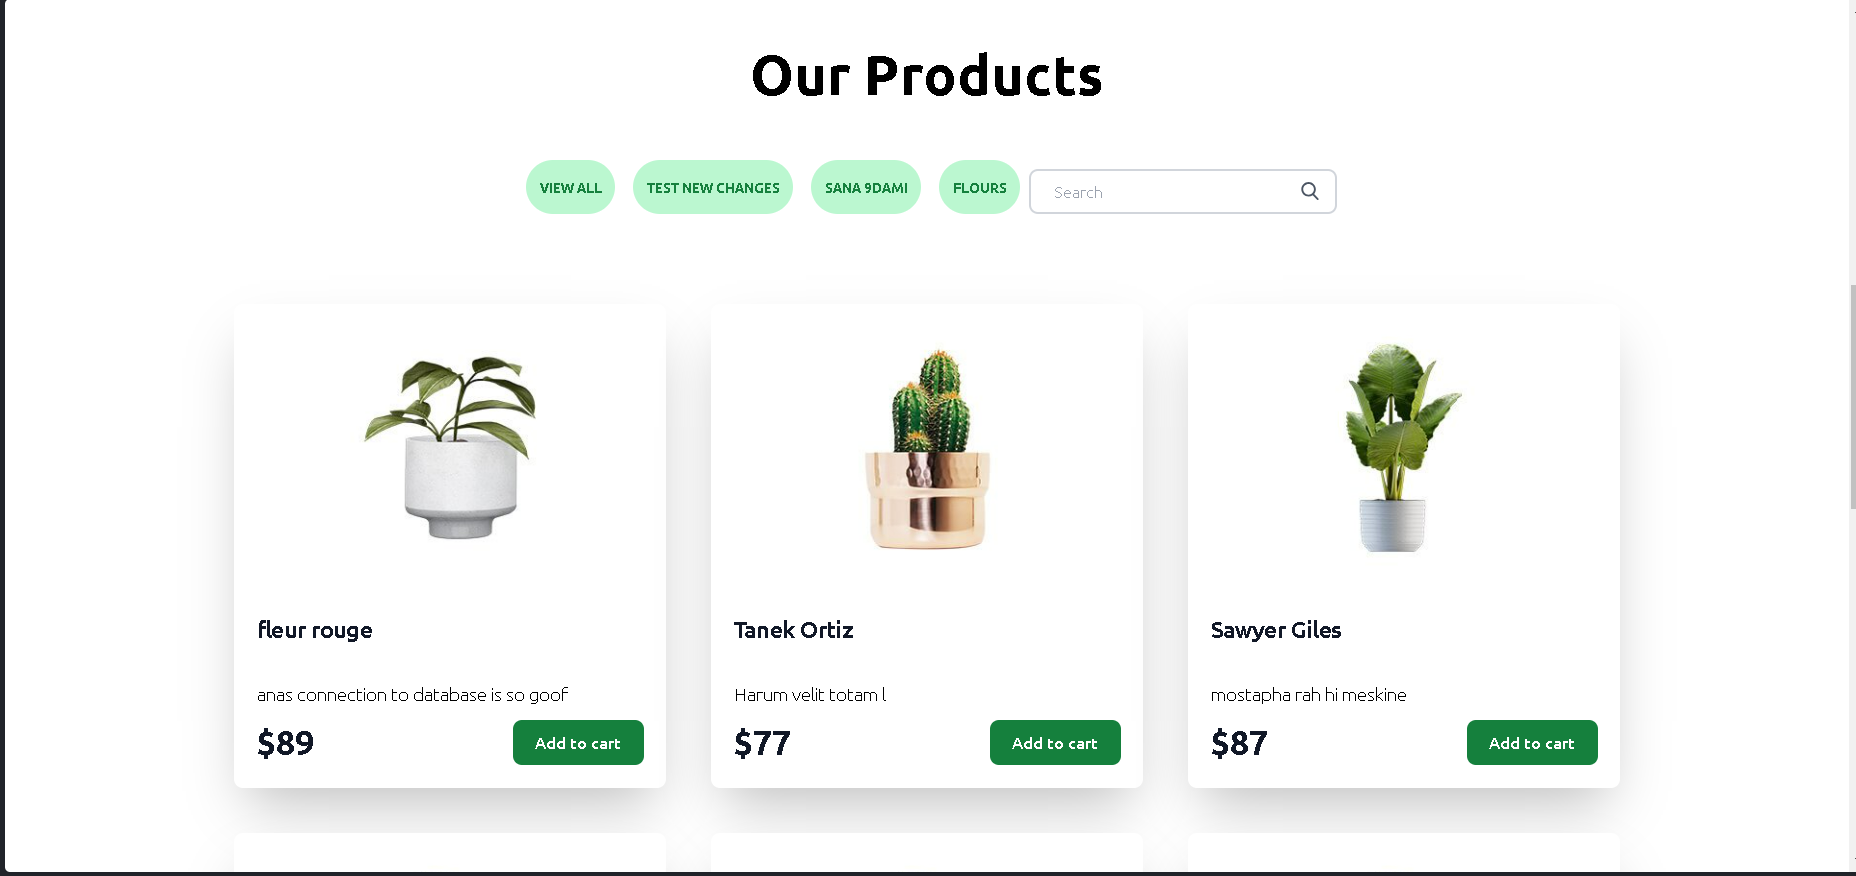 Our Products
VIEW ALL TEST NEW CHANGES SANA 9DAMI FLOURS Search
fleur rouge
anas connection to database is so goof
$89 Add to cart
Tanek Ortiz
Harum velit totam l
$77 Add to cart
Sawyer Giles
mostapha rah hi meskine
$87 Add to cart